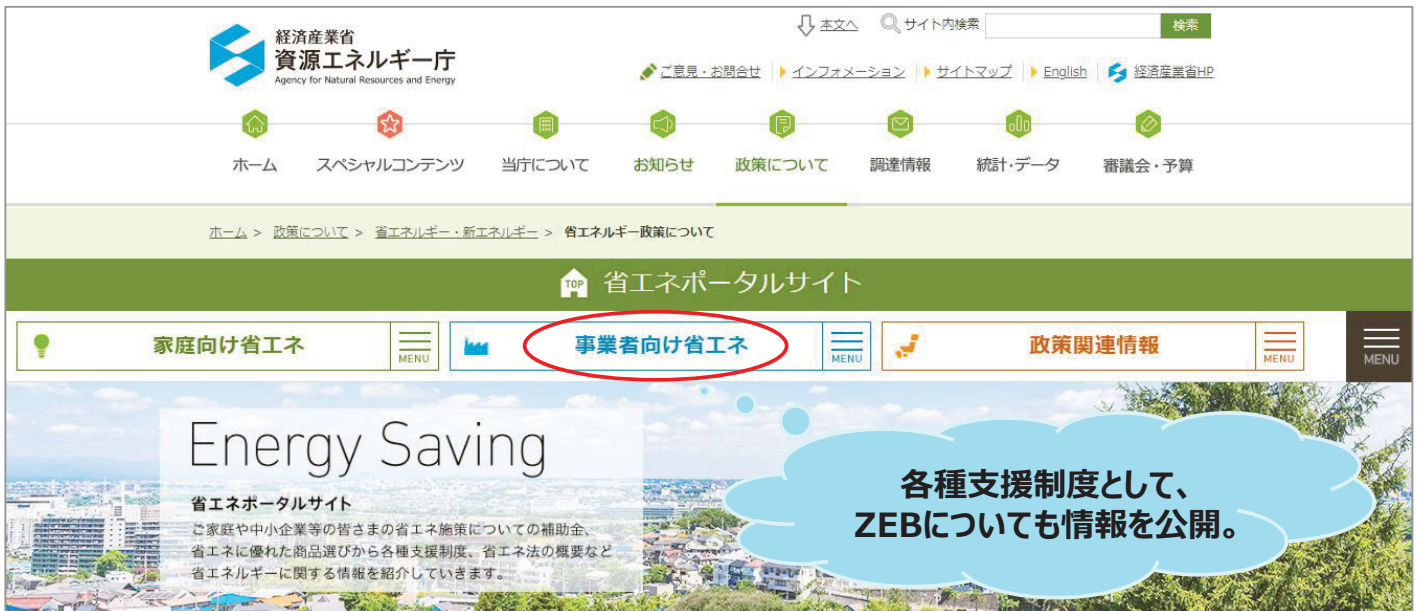 本文へ サイト内検索 検索
経済産業省
資源エネルギー庁
Agency for Natural Resources and Energy
ご意見・お問合せ インフォメーション サイトマップ English 経済産業省HP
ホーム スペシャルコンテンツ 当庁について お知らせ 政策について 調達情報 統計・データ 審議会・予算
ホーム > 政策について > 省エネルギー・新エネルギー > 省エネルギー政策について
TOP 省エネポータルサイト
家庭向け省エネ MENU 事業者向け省エネ MENU 政策関連情報 MENU MENU
Energy Saving
省エネポータルサイト
ご家庭や中小企業等の皆さまの省エネ施策についての補助金、
省エネに優れた商品選びから各種支援制度、省エネ法の概要など
省エネルギーに関する情報を紹介していきます。
各種支援制度として、
ZEBについても情報を公開。